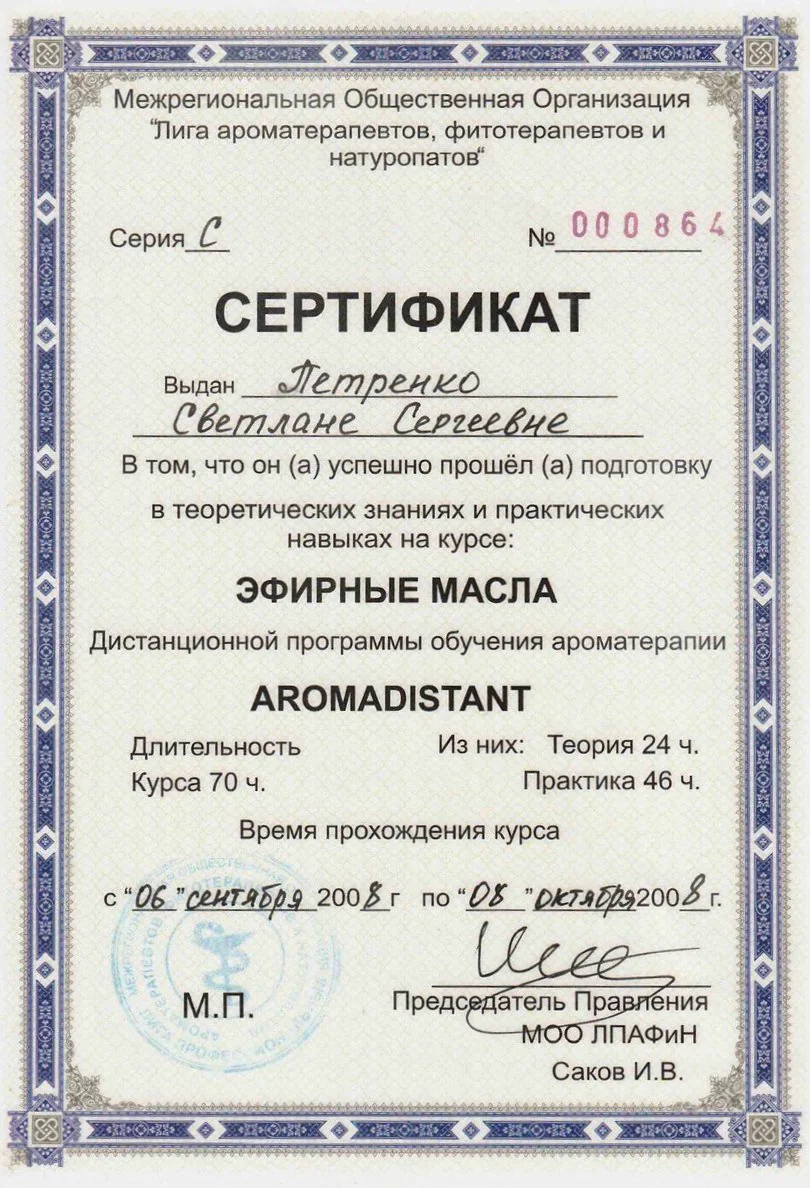 Межрегиональная Общественная Организация
"Лига ароматерапевтов, фитотерапевтов и
натуропатов"
Серия С № 000864
СЕРТИФИКАТ
Выдан Петренко
Светлане Сергеевне
В том, что он (а) успешно прошёл (а) подготовку
в теоретических знаниях и практических
навыках на курсе:
ЭФИРНЫЕ МАСЛА
Дистанционной программы обучения ароматерапии
AROMADISTANT
Длительность Из них: Теория 24 ч.
Курса 70 ч. Практика 46 ч.
Время прохождения курса
с "06" сентября 2008 г по "08" октября 2008 г.
М.П.
Председатель Правления
МОО ЛПАФиН
Саков И.В.